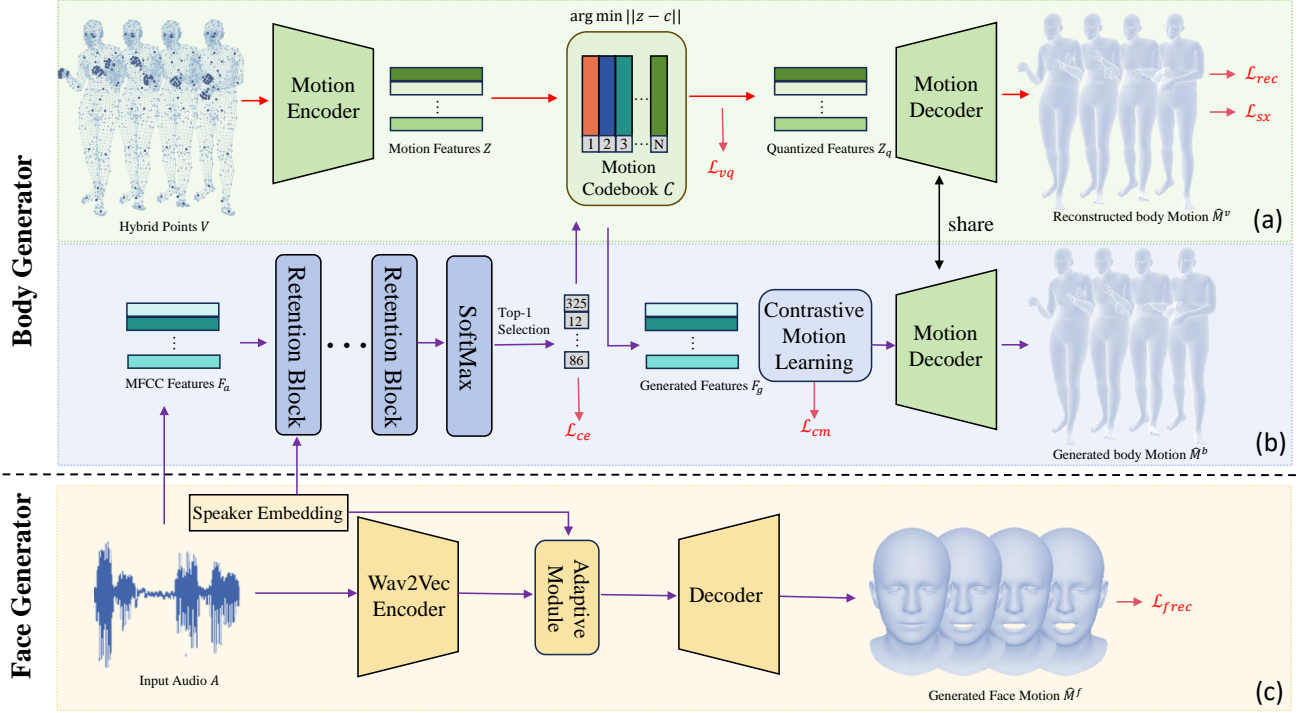 Body Generator
Hybrid Points V
Motion
Encoder
Motion Features Z
arg min ||z − c||
1 2 3 ... N
Motion
Codebook C
ℒvq
Quantized Features Zq
Motion
Decoder
ℒrec
ℒsx
Reconstructed body Motion M̂ᵛ
(a)
share
MFCC Features Fa
Retention Block
Retention Block
SoftMax
Top-1
Selection
325
12
86
ℒce
Generated Features Fg
Contrastive
Motion
Learning
ℒcm
Motion
Decoder
Generated body Motion M̂ᵇ
(b)
Face Generator
Speaker Embedding
Input Audio A
Wav2Vec
Encoder
Adaptive
Module
Decoder
Generated Face Motion M̂ᶠ
ℒfrec
(c)